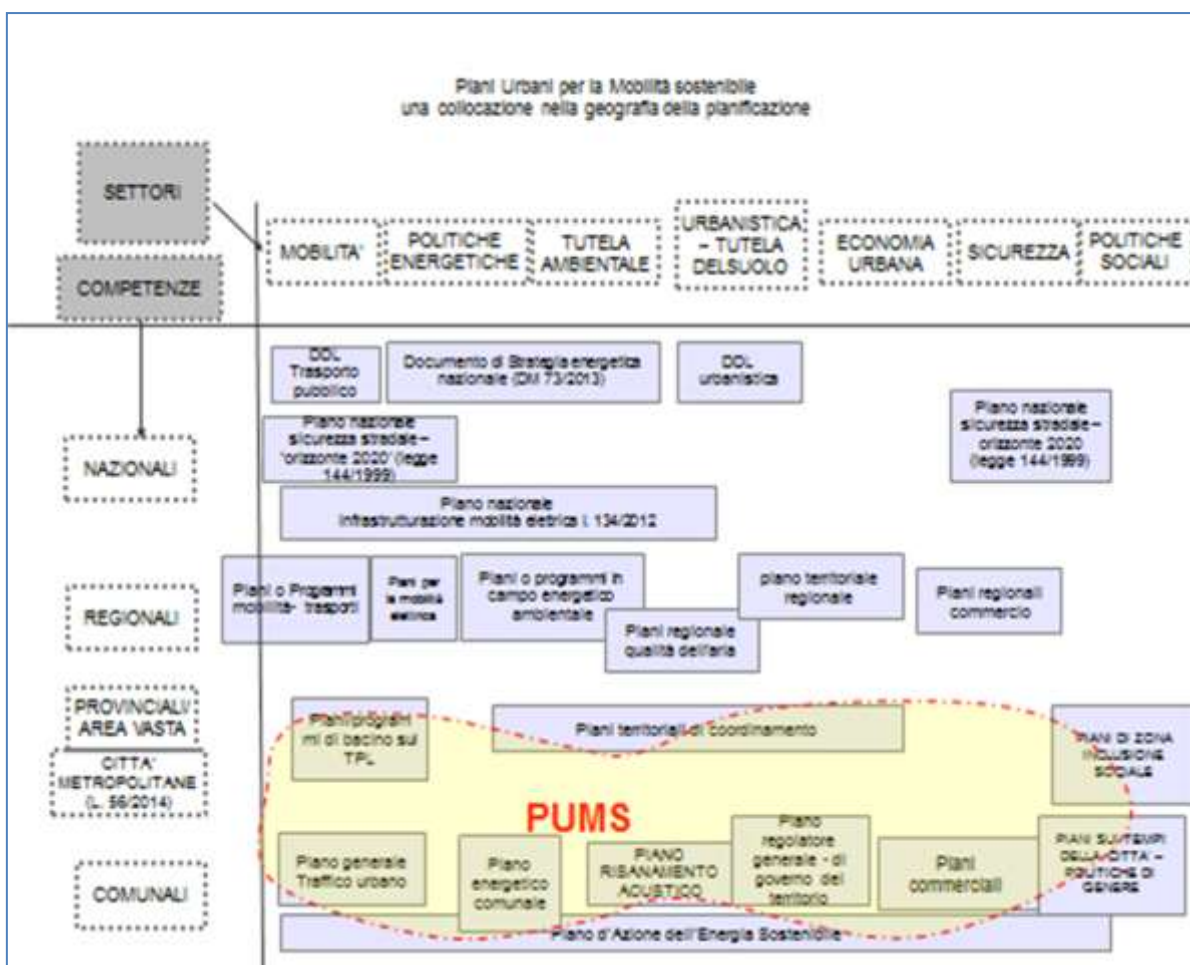 Piani Urbani per la Mobilità sostenibile
una collocazione nella geografia della pianificazione
SETTORI
COMPETENZE
MOBILITA'
POLITICHE
ENERGETICHE
TUTELA
AMBIENTALE
URBANISTICA
– TUTELA
DELSUOLO
ECONOMIA
URBANA
SICUREZZA
POLITICHE
SOCIALI
NAZIONALI
DDL
Trasporto
pubblico
Documento di Strategia energetica
nazionale (DM 73/2013)
DDL
urbanistica
Piano nazionale
sicurezza stradale –
'orizzonte 2020' (legge
144/1999)
Piano nazionale
sicurezza stradale –
orizzonte 2020
(legge 144/1999)
Piano nazionale
infrastrutturazione mobilità elettrica l. 134/2012
REGIONALI
Piani o Programmi
mobilità- trasporti
Piani per
la mobilità
elettrica
Piani o programmi in
campo energetico
ambientale
Piani regionale
qualità dell'aria
piano territoriale
regionale
Piani regionali
commercio
PROVINCIALI/
AREA VASTA
CITTA'
METROPOLITANE
(L. 56/2014)
Piani/program
mi di bacino sul
TPL
Piani territoriali di coordinamento
PIANI DI ZONA
INCLUSIONE
SOCIALE
PUMS
COMUNALI
Piano generale
Traffico urbano
Piano
energetico
comunale
PIANO
RISANAMENTO
ACUSTICO
Piano
regolatore
generale - di
governo del
territorio
Piani
commerciali
PIANI SUI TEMPI
DELLA CITTA' –
POLITICHE DI
GENERE
Piano d'Azione dell'Energia Sostenibile